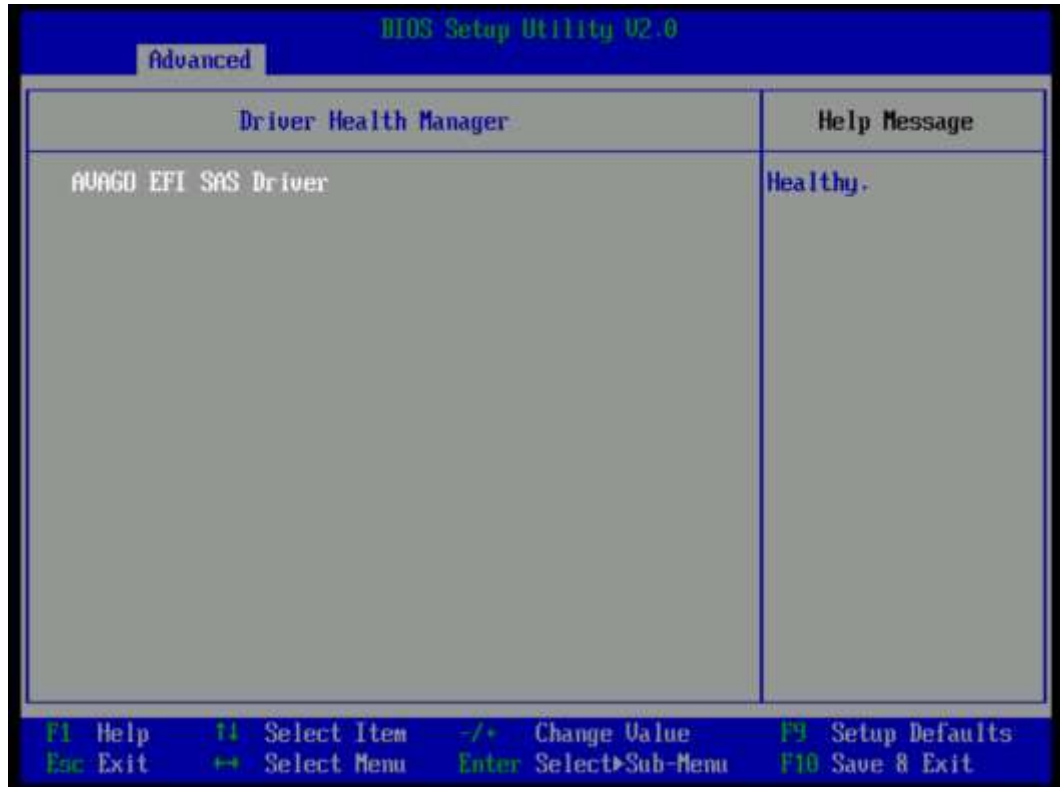 BIOS Setup Utility V2.0
Advanced
Driver Health Manager
Help Message
AVAGO EFI SAS Driver
Healthy.
F1 Help ↑↓ Select Item -/+ Change Value F9 Setup Defaults
Esc Exit ↔ Select Menu Enter Select▶Sub-Menu F10 Save & Exit